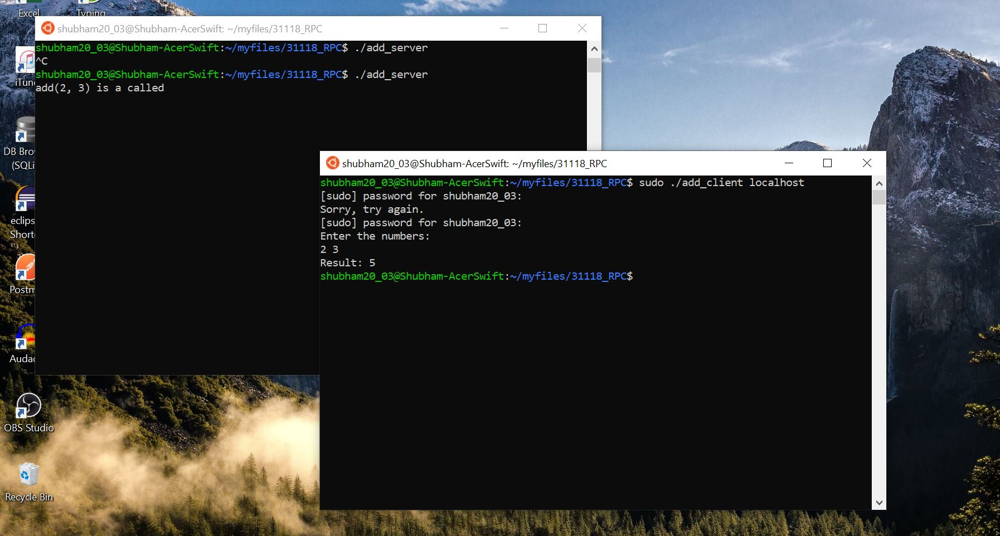 Excel
Typing
shubham20_03@Shubham-AcerSwift: ~/myfiles/31118_RPC
shubham20_03@Shubham-AcerSwift:~/myfiles/31118_RPC$ ./add_server
^C
shubham20_03@Shubham-AcerSwift:~/myfiles/31118_RPC$ ./add_server
add(2, 3) is a called
iTun
DB Bro
(SQLi
eclips
Short
Postm
Audac
OBS Studio
Recycle Bin
shubham20_03@Shubham-AcerSwift: ~/myfiles/31118_RPC
shubham20_03@Shubham-AcerSwift:~/myfiles/31118_RPC$ sudo ./add_client localhost
[sudo] password for shubham20_03:
Sorry, try again.
[sudo] password for shubham20_03:
Enter the numbers:
2 3
Result: 5
shubham20_03@Shubham-AcerSwift:~/myfiles/31118_RPC$